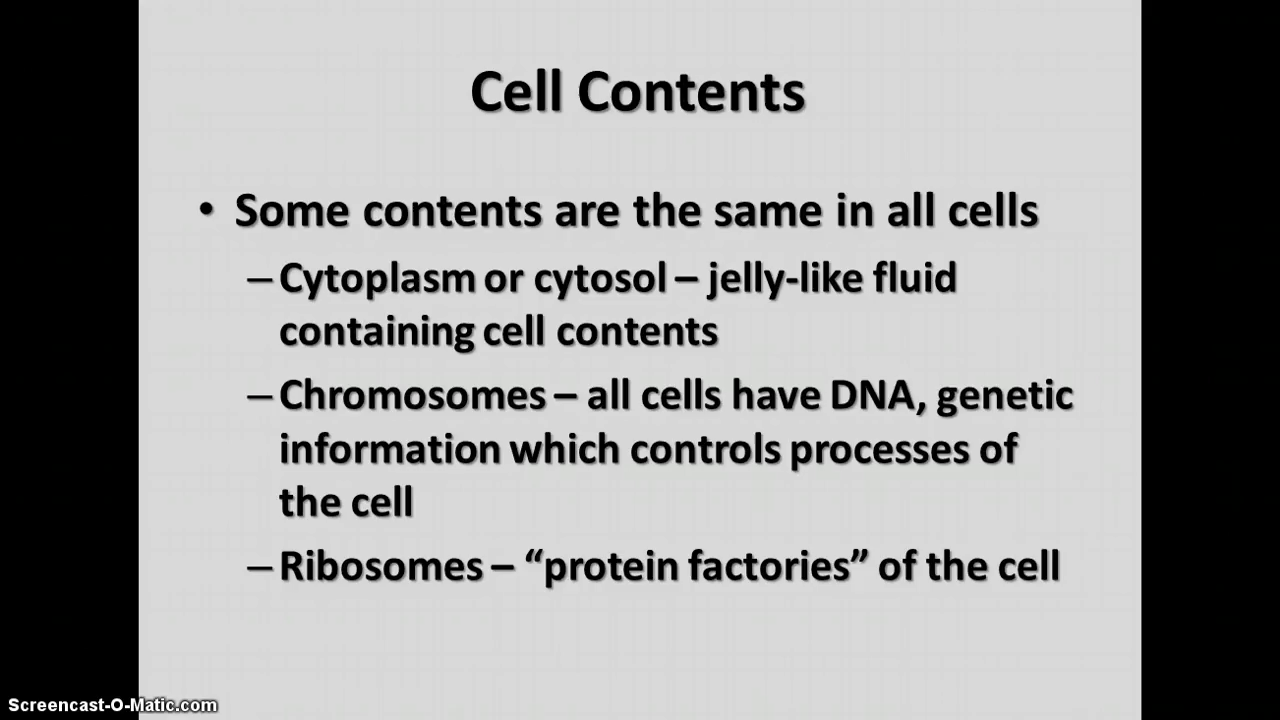 Cell Contents
• Some contents are the same in all cells
– Cytoplasm or cytosol – jelly-like fluid
containing cell contents
– Chromosomes – all cells have DNA, genetic
information which controls processes of
the cell
– Ribosomes – “protein factories” of the cell
Screencast-O-Matic.com